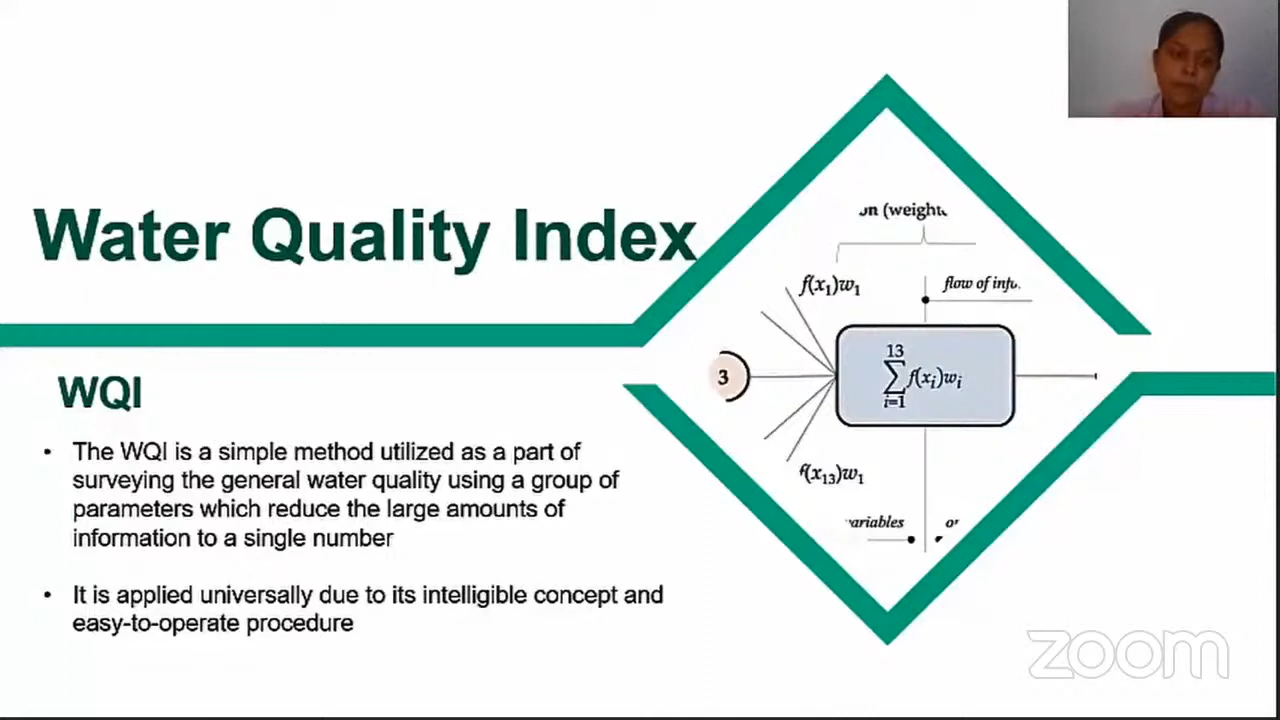 Water Quality Index
WQI
• The WQI is a simple method utilized as a part of
surveying the general water quality using a group of
parameters which reduce the large amounts of
information to a single number
• It is applied universally due to its intelligible concept and
easy-to-operate procedure
f(x₁)w₁
flow of
3
13
∑ f(xᵢ)wᵢ
i=1
f(x₁₃)w₁
zoom